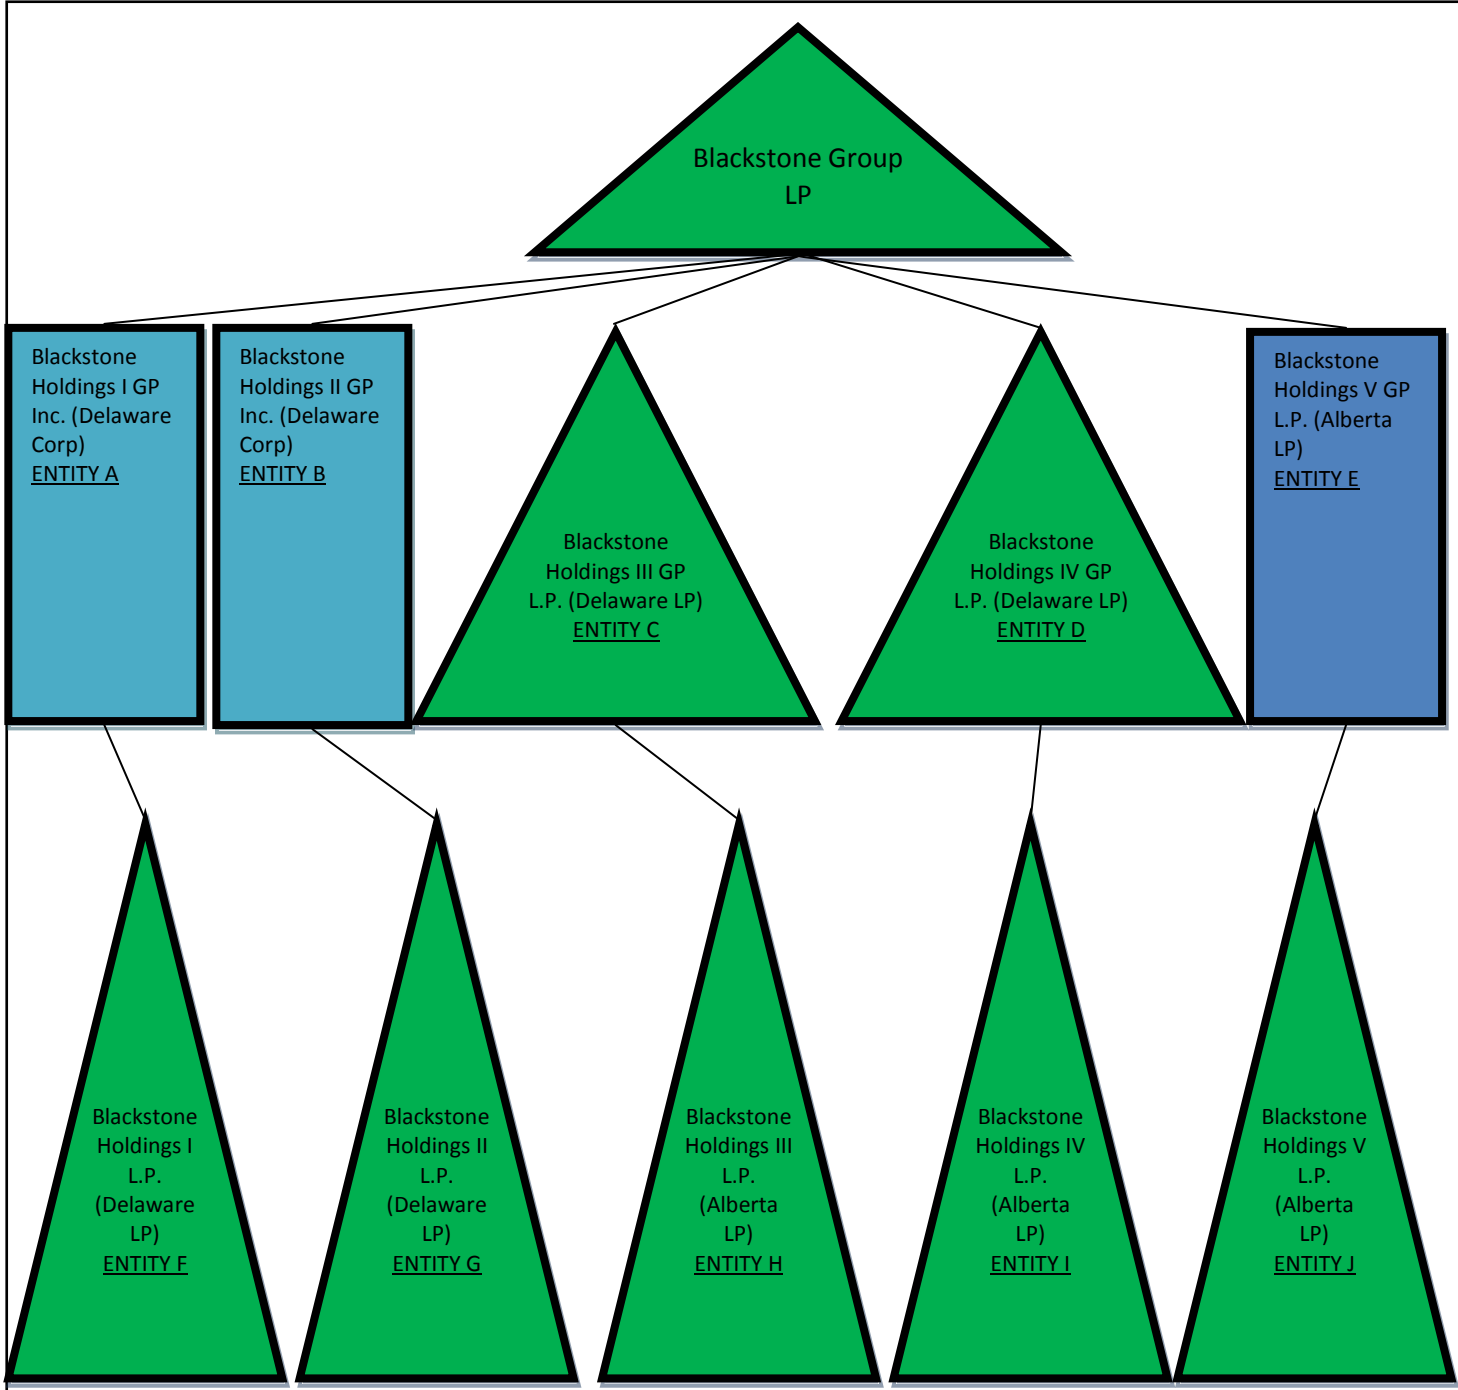 Blackstone Group
LP
Blackstone
Holdings I GP
Inc. (Delaware
Corp)
ENTITY A
Blackstone
Holdings II GP
Inc. (Delaware
Corp)
ENTITY B
Blackstone
Holdings III GP
L.P. (Delaware LP)
ENTITY C
Blackstone
Holdings IV GP
L.P. (Delaware LP)
ENTITY D
Blackstone
Holdings V GP
L.P. (Alberta
LP)
ENTITY E
Blackstone
Holdings I
L.P.
(Delaware
LP)
ENTITY F
Blackstone
Holdings II
L.P.
(Delaware
LP)
ENTITY G
Blackstone
Holdings III
L.P.
(Alberta
LP)
ENTITY H
Blackstone
Holdings IV
L.P.
(Alberta
LP)
ENTITY I
Blackstone
Holdings V
L.P.
(Alberta
LP)
ENTITY J